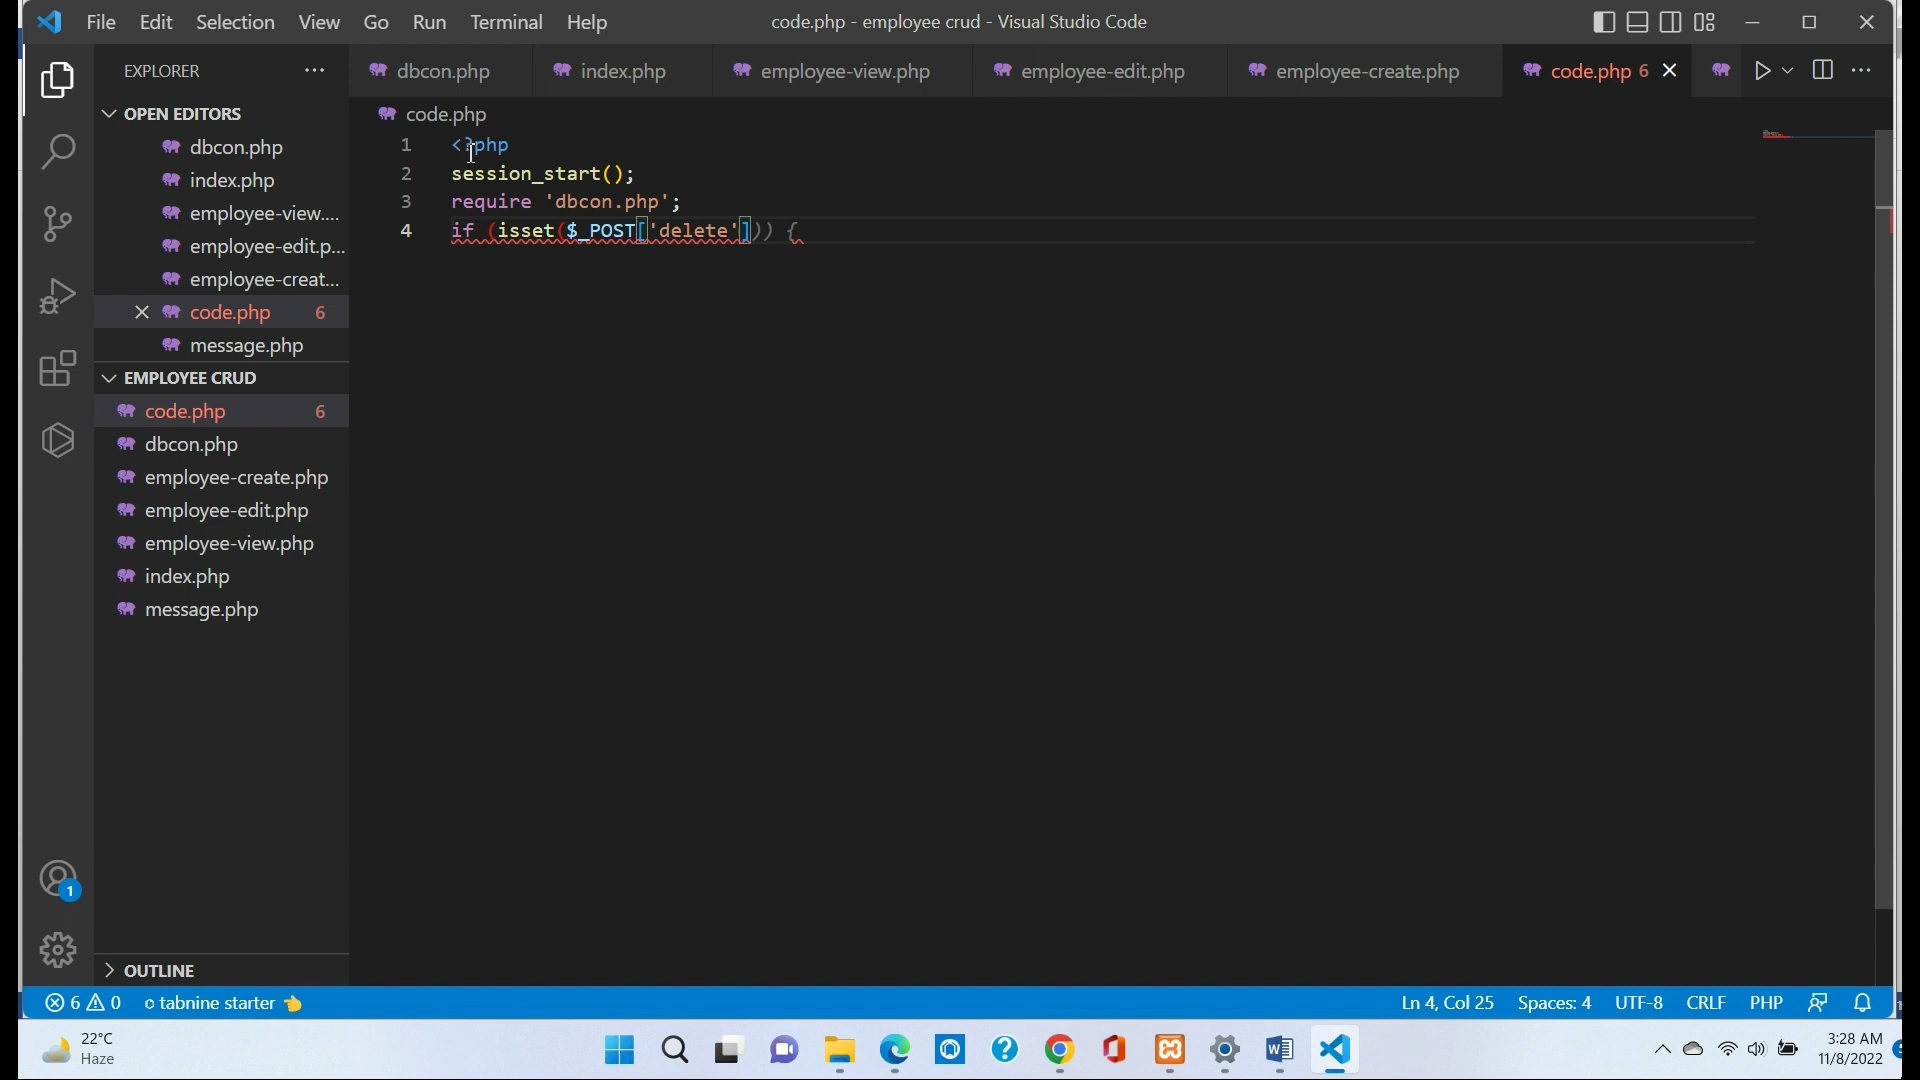 File Edit Selection View Go Run Terminal Help
code.php - employee crud - Visual Studio Code
EXPLORER
dbcon.php
index.php
employee-view.php
employee-edit.php
employee-create.php
code.php 6
OPEN EDITORS
dbcon.php
index.php
employee-view....
employee-edit.p...
employee-creat...
code.php 6
message.php
EMPLOYEE CRUD
code.php 6
dbcon.php
employee-create.php
employee-edit.php
employee-view.php
index.php
message.php
OUTLINE
code.php
1 <?php
2 session_start();
3 require 'dbcon.php';
4 if (isset($_POST['delete'])) {
1
6 0 tabnine starter
Ln 4, Col 25 Spaces: 4 UTF-8 CRLF PHP
22°C
Haze
3:28 AM
11/8/2022